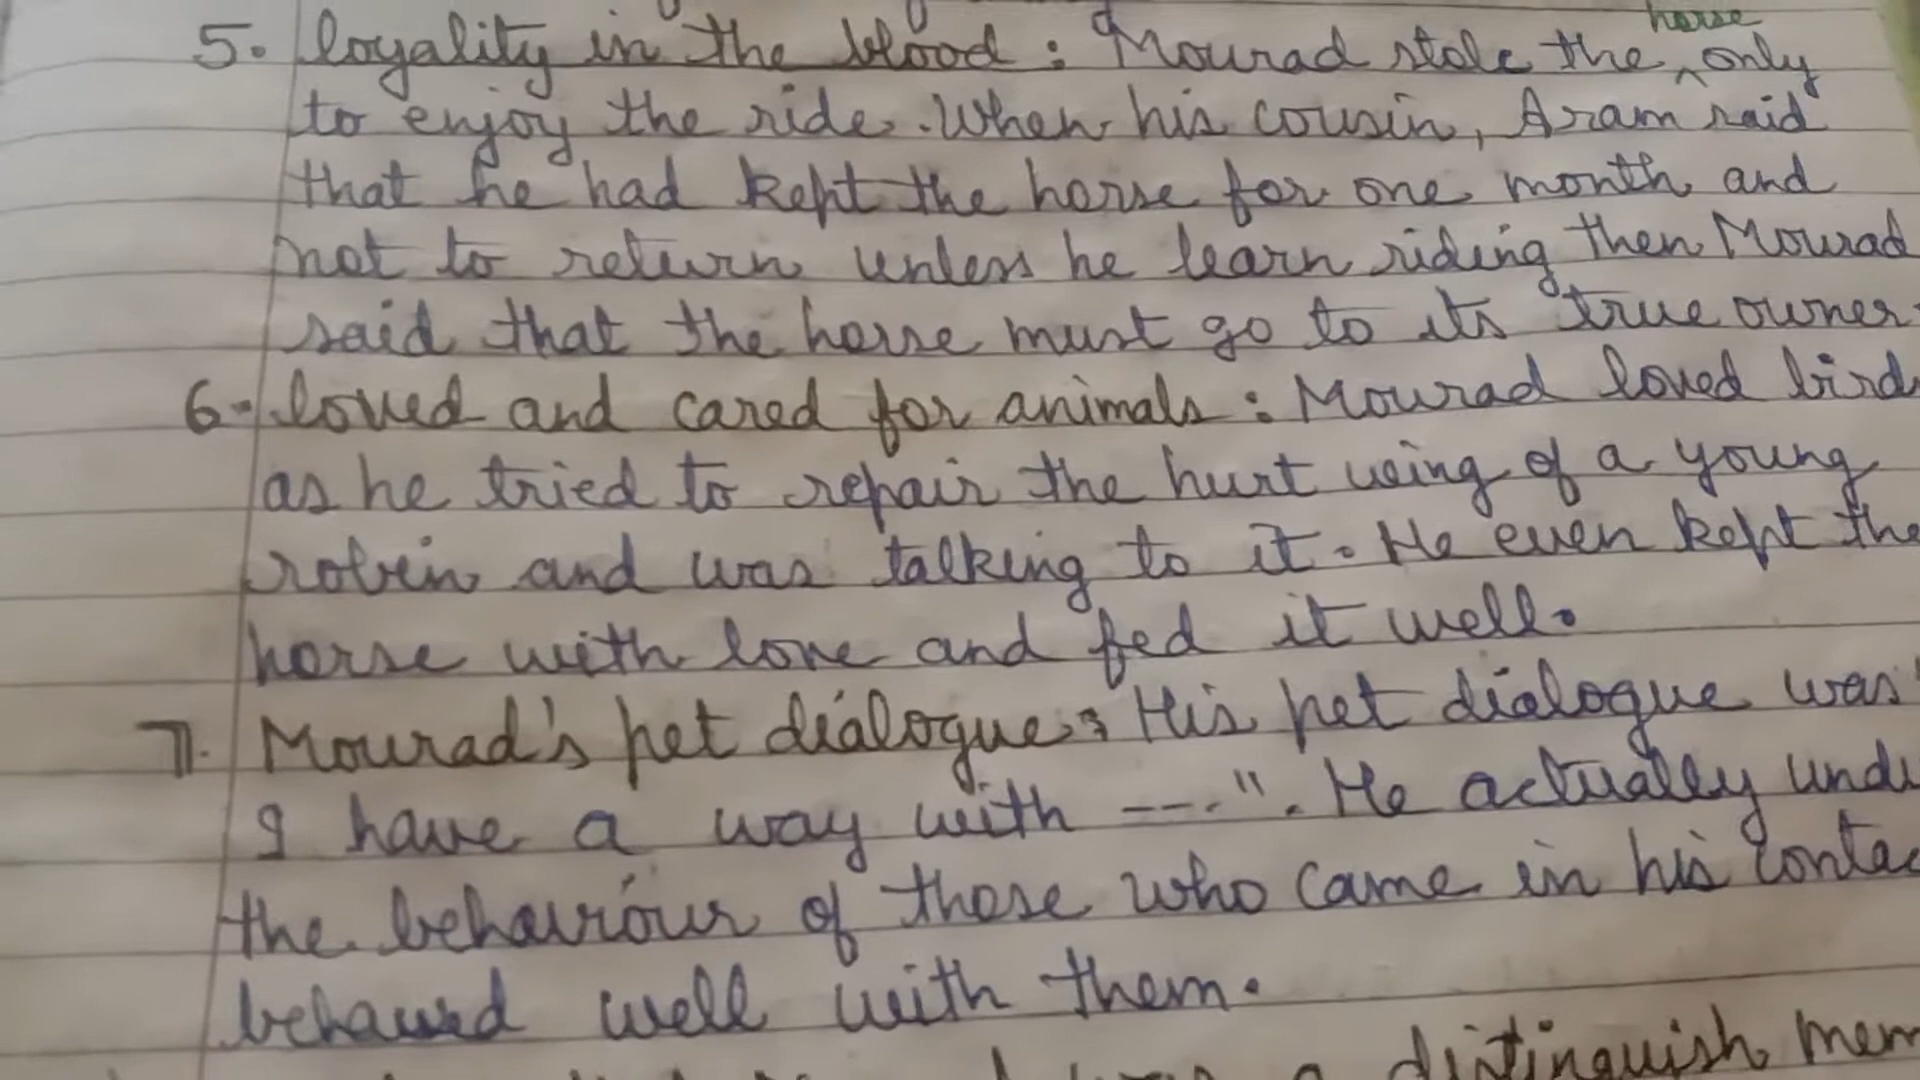 5. loyality in the blood : Mourad stole the ^horse only
to enjoy the ride. When his cousin, Aram said
that he had kept the horse for one month and
not to return unless he learn riding then Mourad
said that the horse must go to its true owner.
6. loved and cared for animals : Mourad loved bird
as he tried to repair the hurt wing of a young
robin and was talking to it. He even kept the
horse with love and fed it well.
7. Mourad's pet dialogue : His pet dialogue was "
I have a way with ---.". He actually und
the behaviour of those who came in his contac
behaved well with them.
a distinguish mem